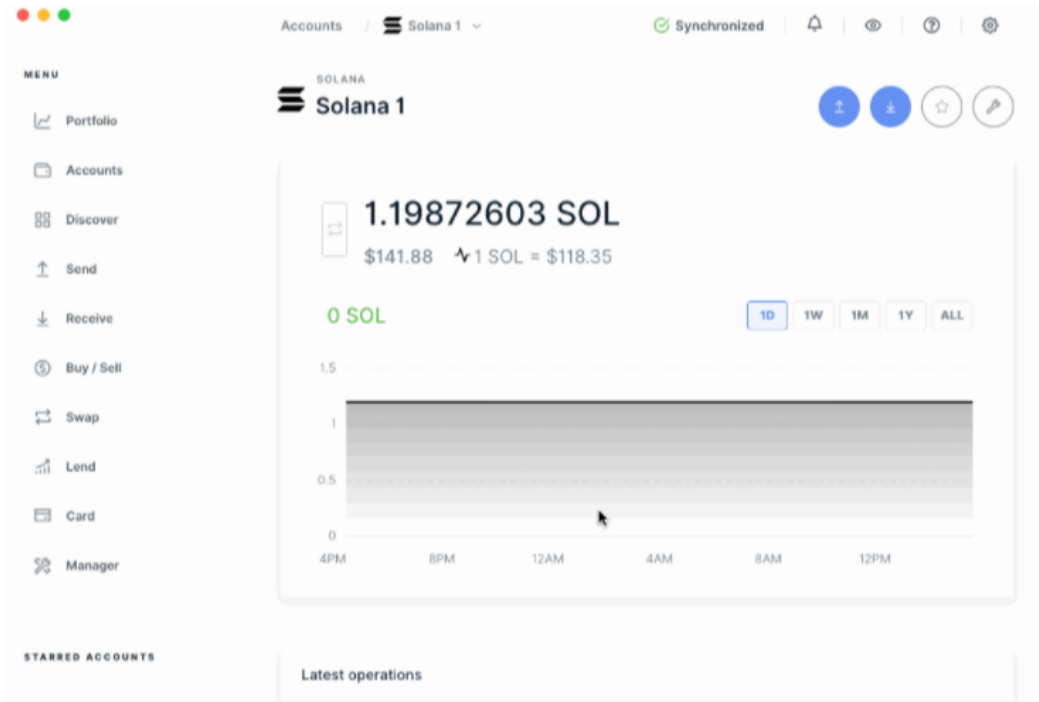 Accounts / Solana 1
Synchronized
MENU
Portfolio
Accounts
Discover
Send
Receive
Buy / Sell
Swap
Lend
Card
Manager
STARRED ACCOUNTS
SOLANA
Solana 1
1.19872603 SOL
$141.88 1 SOL = $118.35
0 SOL
1D 1W 1M 1Y ALL
1.5
1
0.5
0
4PM 8PM 12AM 4AM 8AM 12PM
Latest operations